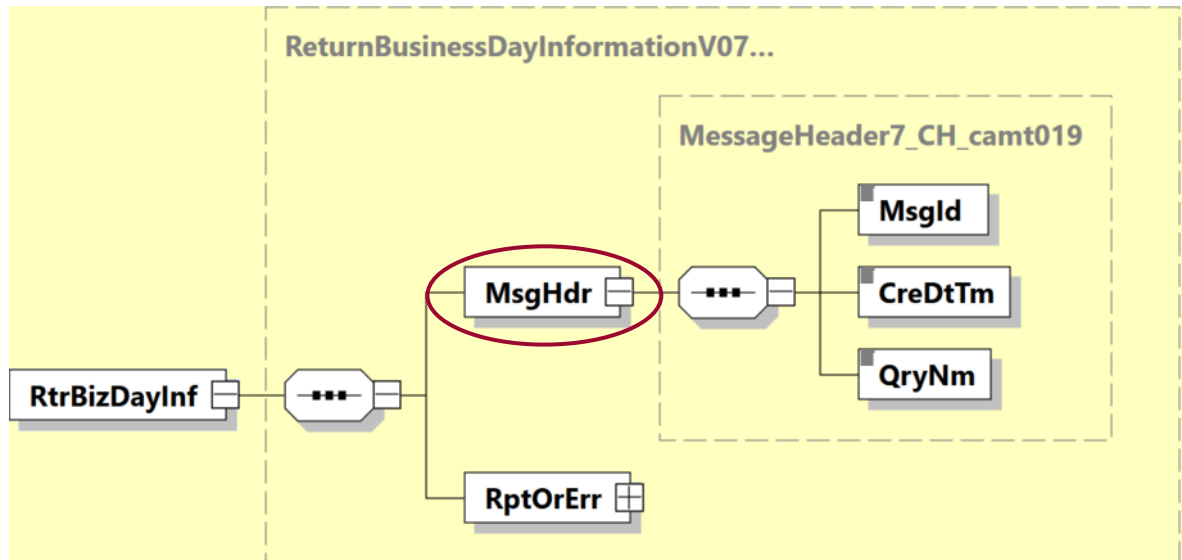 ReturnBusinessDayInformationV07...
MessageHeader7_CH_camt019
MsgId
MsgHdr
CreDtTm
QryNm
RtrBizDayInf
RptOrErr